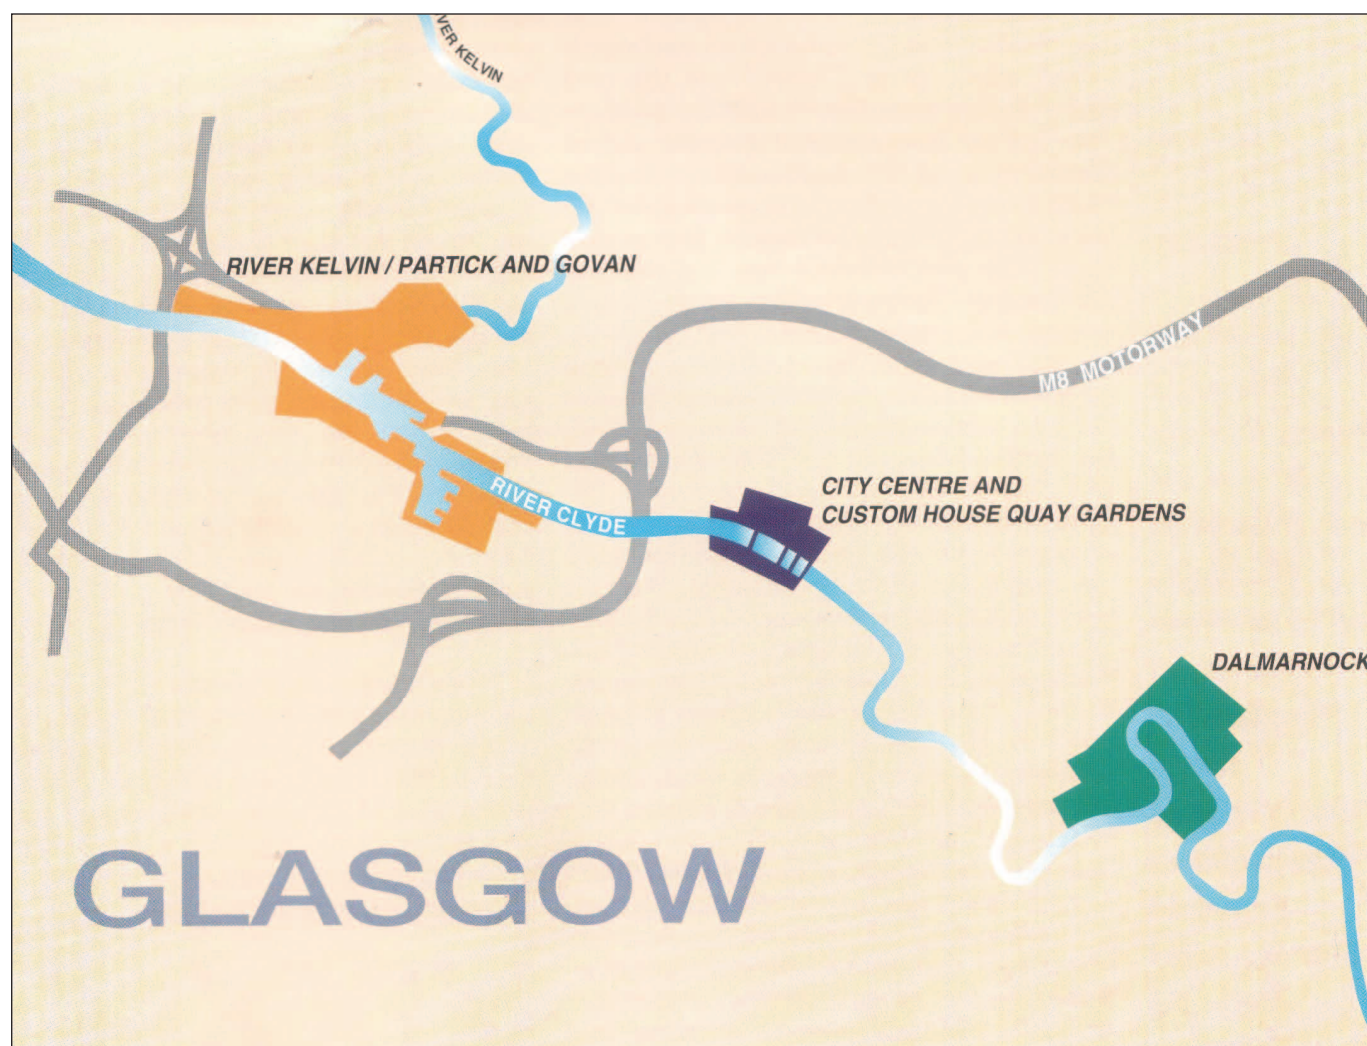 VER KELVIN
RIVER KELVIN / PARTICK AND GOVAN
M8 MOTORWAY
CITY CENTRE AND
CUSTOM HOUSE QUAY GARDENS
RIVER CLYDE
DALMARNOCK
GLASGOW